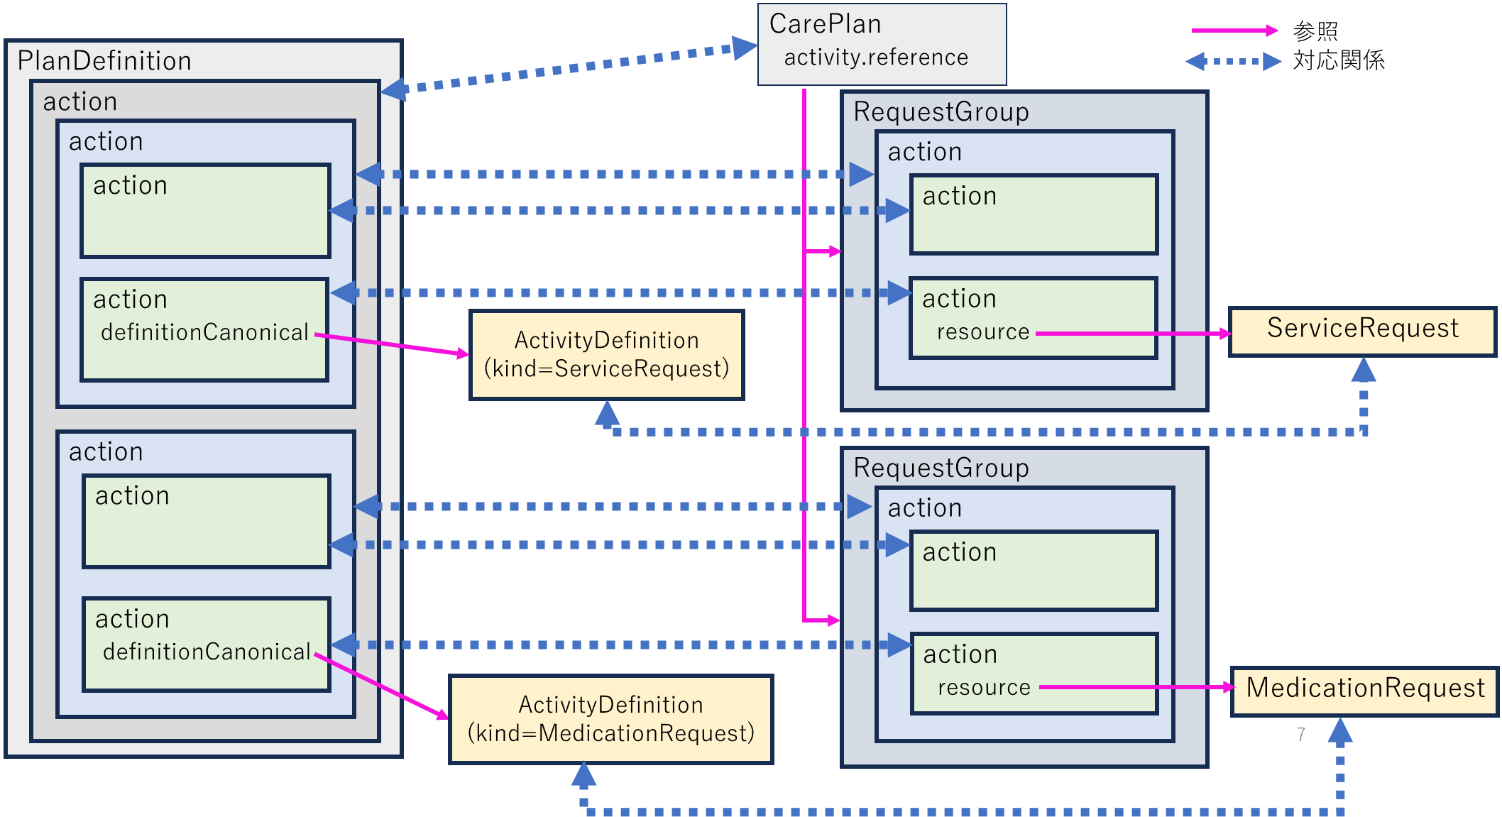 PlanDefinition
action
action
action
action
definitionCanonical
action
action
action
definitionCanonical
ActivityDefinition
(kind=ServiceRequest)
ActivityDefinition
(kind=MedicationRequest)
CarePlan
activity.reference
参照
対応関係
RequestGroup
action
action
action
resource
ServiceRequest
RequestGroup
action
action
action
resource
MedicationRequest
7